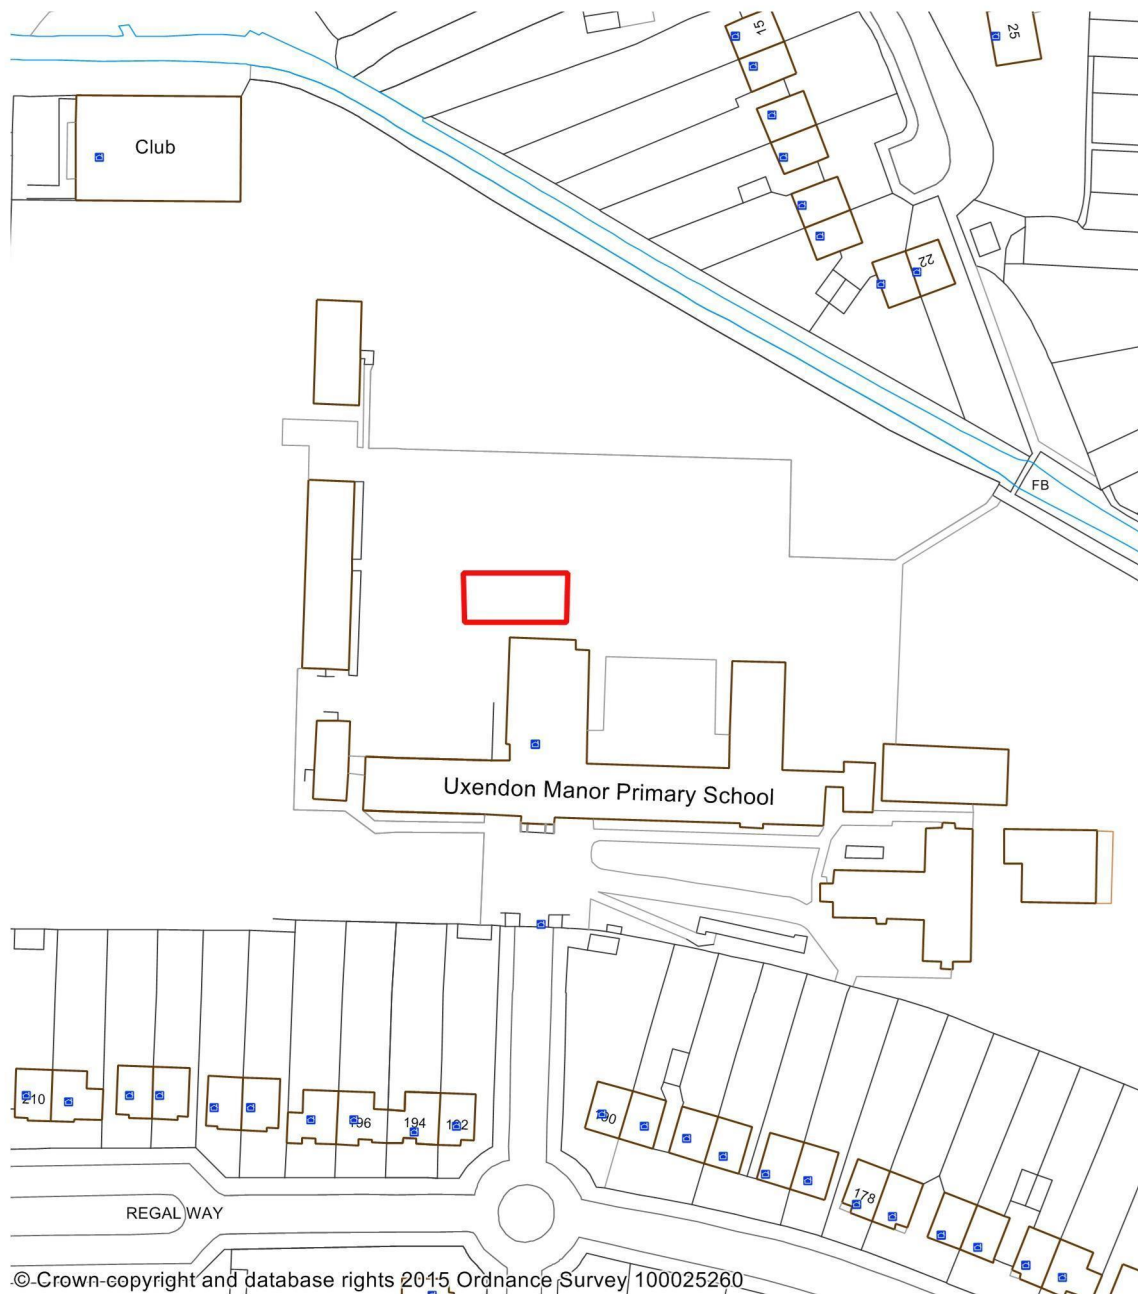 15
25
Club
22
FB
Uxendon Manor Primary School
210
196
194
192
190
178
REGAL WAY
© Crown copyright and database rights 2015 Ordnance Survey 100025260